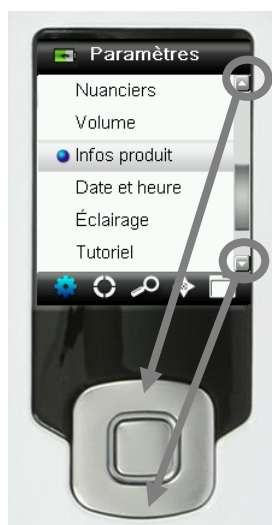 Paramètres
Nuanciers
Volume
Infos produit
Date et heure
Éclairage
Tutoriel